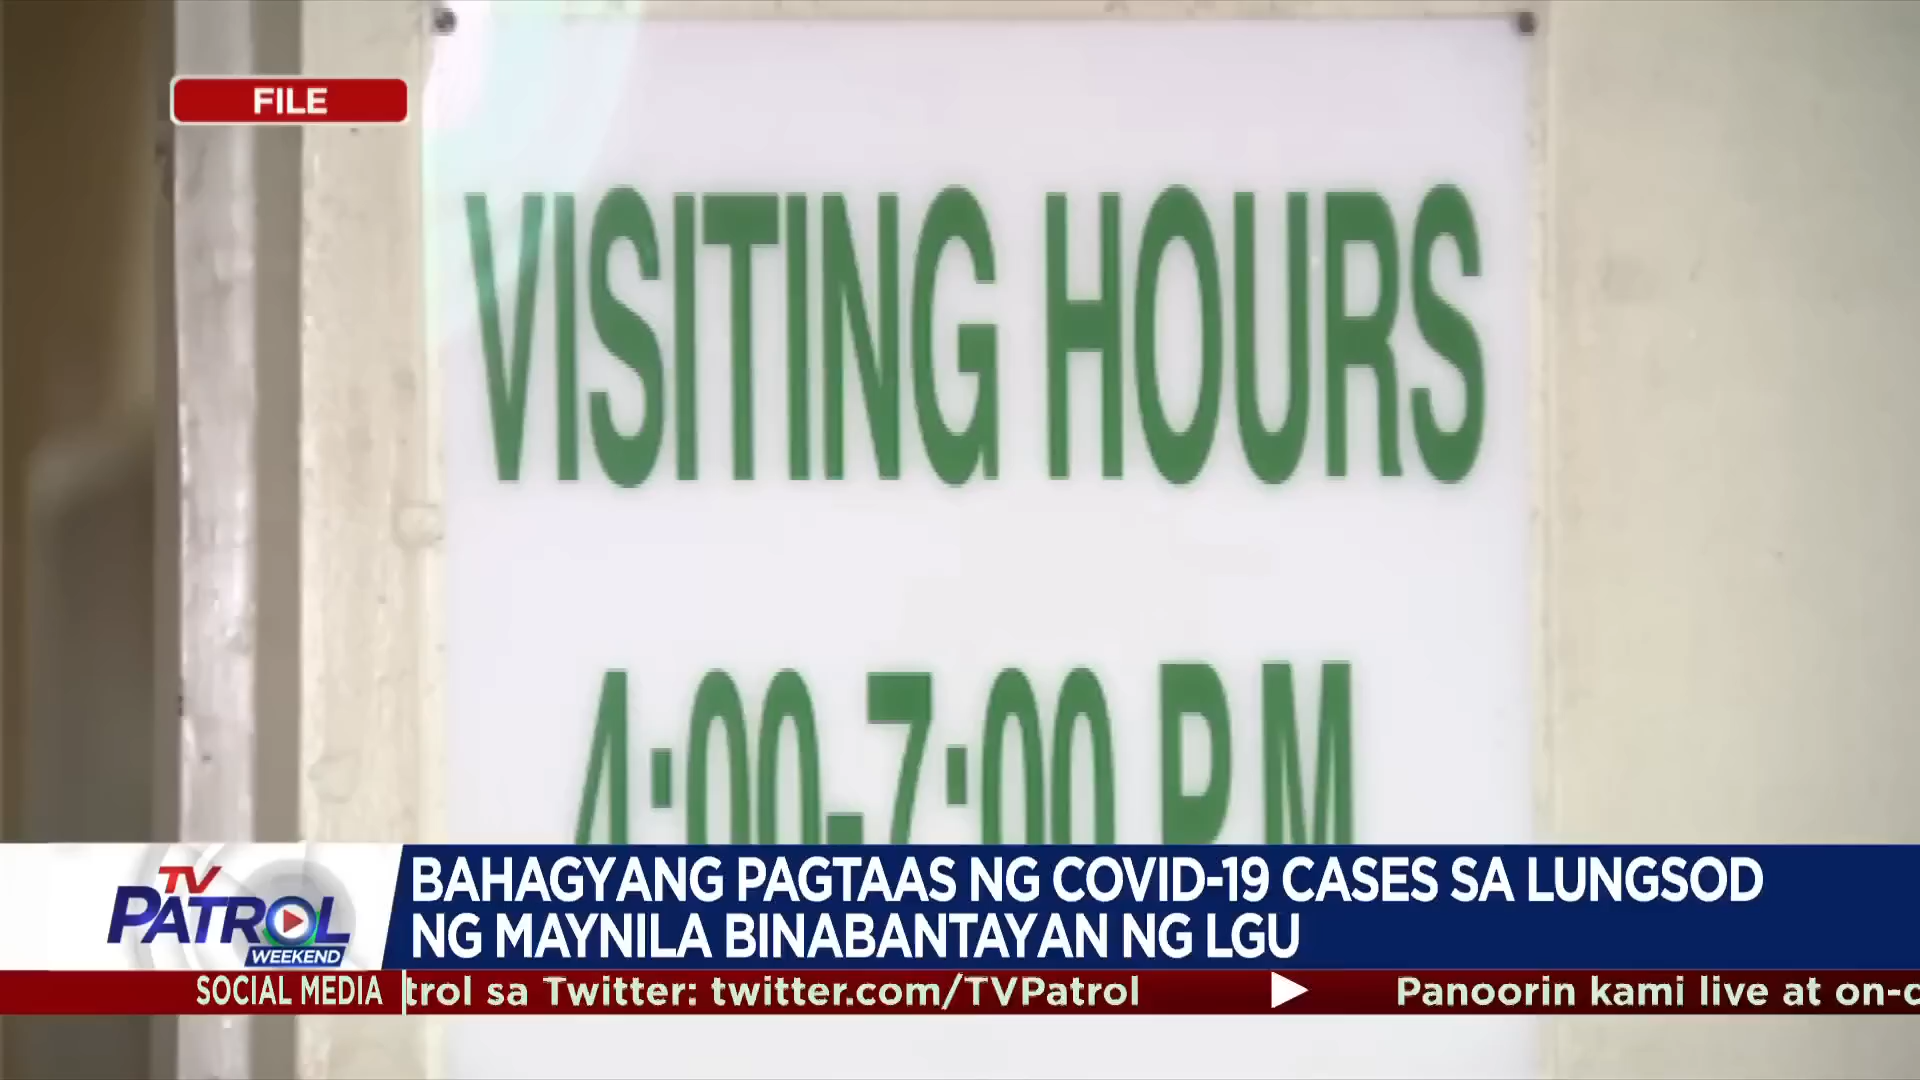 FILE
VISITING HOURS
4:00-7:00 P.M
TV
PATROL
WEEKEND
BAHAGYANG PAGTAAS NG COVID-19 CASES SA LUNGSOD
NG MAYNILA BINABANTAYAN NG LGU
SOCIAL MEDIA trol sa Twitter: twitter.com/TVPatrol Panoorin kami live at on-c